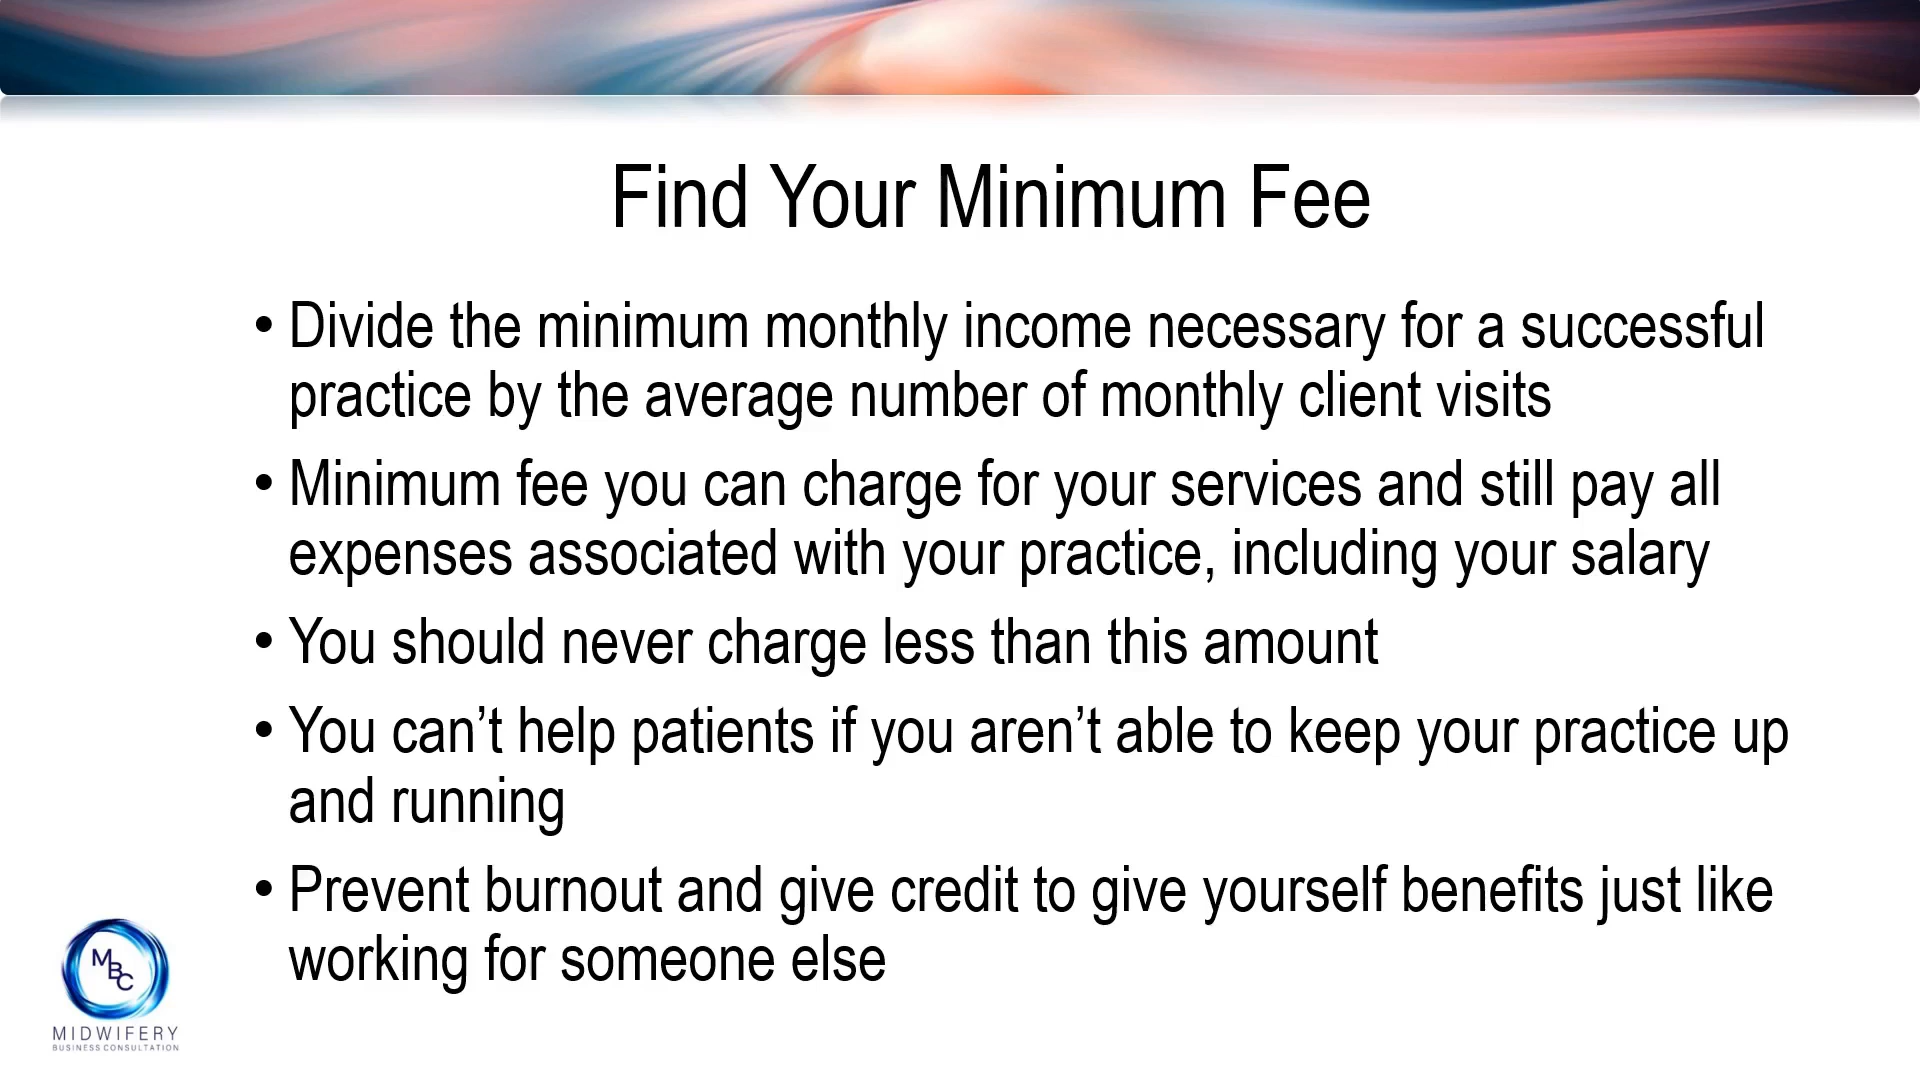 Find Your Minimum Fee
• Divide the minimum monthly income necessary for a successful
practice by the average number of monthly client visits
• Minimum fee you can charge for your services and still pay all
expenses associated with your practice, including your salary
• You should never charge less than this amount
• You can’t help patients if you aren’t able to keep your practice up
and running
• Prevent burnout and give credit to give yourself benefits just like
working for someone else
MBC
MIDWIFERY
BUSINESS CONSULTATION